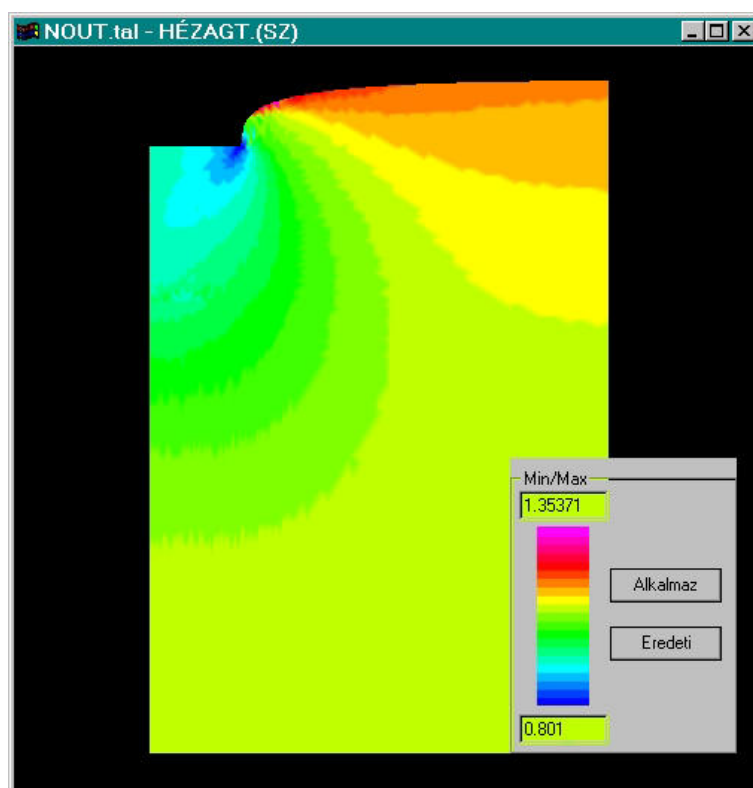 NOUT.tal - HÉZAGT.(SZ)
Min/Max
1.35371
Alkalmaz
Eredeti
0.801